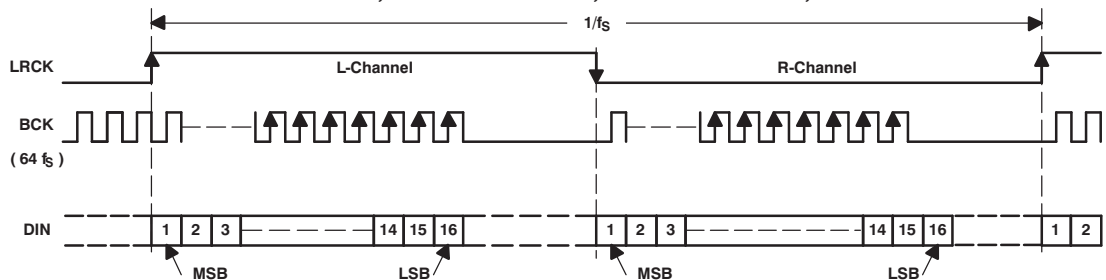 1/fS
LRCK
L-Channel
R-Channel
BCK
( 64 fS )
DIN
1 2 3 14 15 16 1 2 3 14 15 16 1 2
MSB LSB MSB LSB